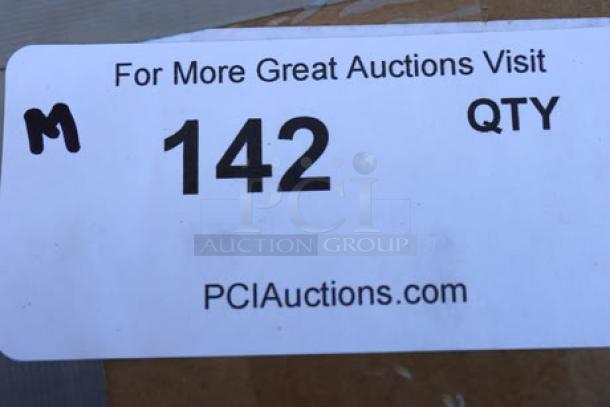 For More Great Auctions Visit
M 142 QTY
PCI
AUCTION GROUP
PCIAuctions.com